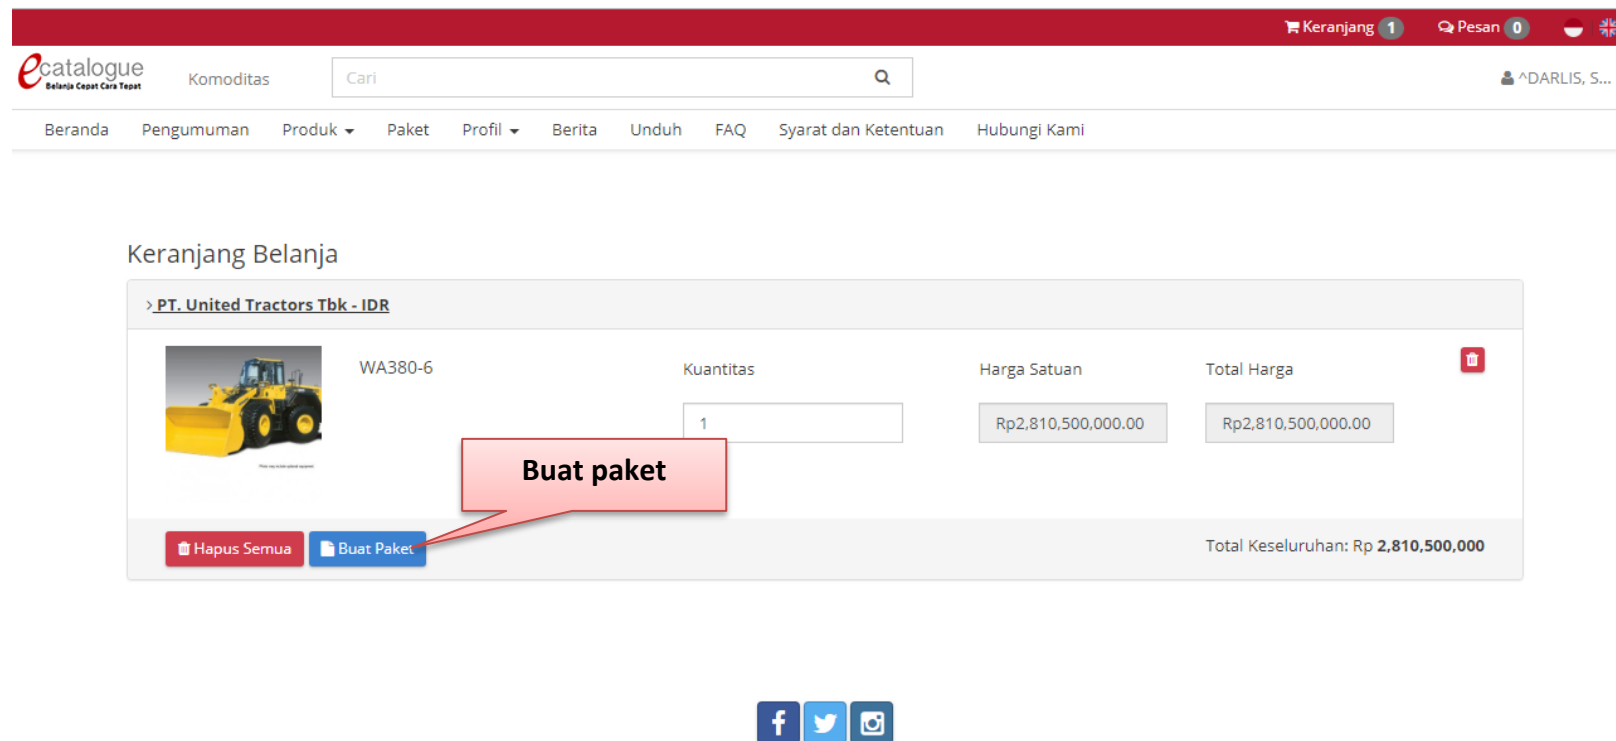 Keranjang 1 Pesan 0
ecatalogue
Belanja Cepat Cara Tepat
Komoditas Cari ^DARLIS, S...
Beranda Pengumuman Produk Paket Profil Berita Unduh FAQ Syarat dan Ketentuan Hubungi Kami
Keranjang Belanja
> PT. United Tractors Tbk - IDR
WA380-6 Kuantitas Harga Satuan Total Harga
1 Rp2,810,500,000.00 Rp2,810,500,000.00
Buat paket
Hapus Semua Buat Paket Total Keseluruhan: Rp 2,810,500,000